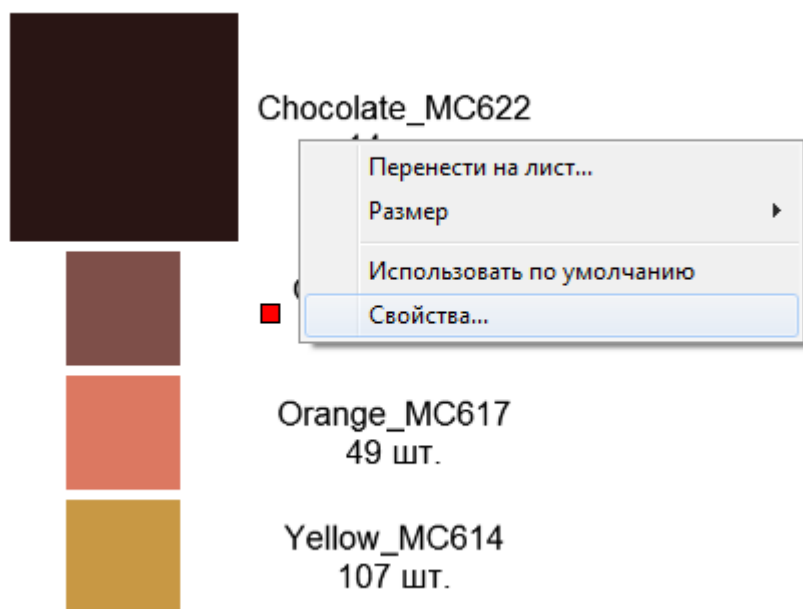 Chocolate_MC622
Перенести на лист...
Размер
Использовать по умолчанию
Свойства...
Orange_MC617
49 шт.
Yellow_MC614
107 шт.